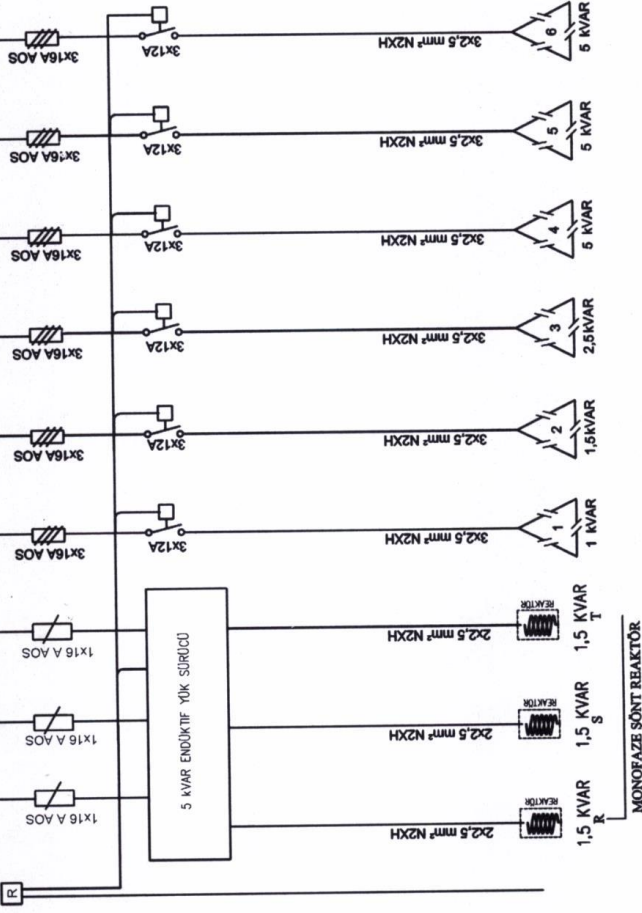 3x16A AOS
3x12A
3x2,5 mm² N2XH
6
5 KVAR
3x16A AOS
3x12A
3x2,5 mm² N2XH
5
5 KVAR
3x16A AOS
3x12A
3x2,5 mm² N2XH
4
5 KVAR
3x16A AOS
3x12A
3x2,5 mm² N2XH
3
2,5KVAR
3x16A AOS
3x12A
3x2,5 mm² N2XH
2
1,5KVAR
3x16A AOS
3x12A
3x2,5 mm² N2XH
1
1 KVAR
1x16 A AOS
1x16 A AOS
1x16 A AOS
5 kVAR ENDÜKTİF YÜK SÜRÜCÜ
2x2,5 mm² N2XH
REAKTÖR
1,5 KVAR
T
2x2,5 mm² N2XH
REAKTÖR
1,5 KVAR
S
2x2,5 mm² N2XH
REAKTÖR
1,5 KVAR
R
MONOFAZE SÖNT REAKTÖR
R